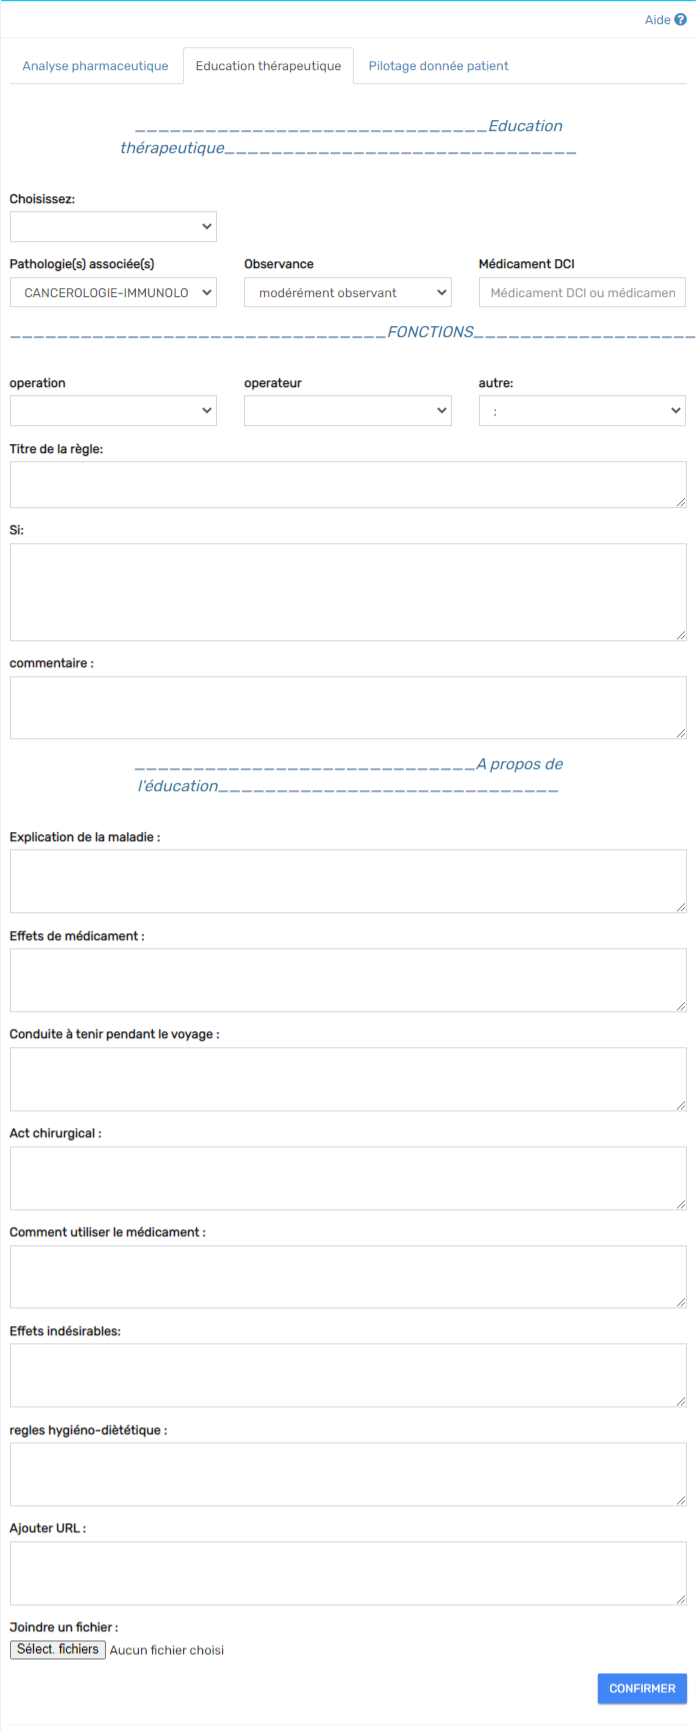 Aide ?
Analyse pharmaceutique Education thérapeutique Pilotage donnée patient
______________________________Education
thérapeutique______________________________
Choisissez:
Pathologie(s) associée(s) Observance Médicament DCI
CANCEROLOGIE-IMMUNOLO modérément observant Médicament DCI ou médicamen
________________________________FONCTIONS___________________
operation operateur autre:
;
Titre de la règle:
Si:
commentaire :
_____________________________A propos de
l'éducation_____________________________
Explication de la maladie :
Effets de médicament :
Conduite à tenir pendant le voyage :
Act chirurgical :
Comment utiliser le médicament :
Effets indésirables:
regles hygiéno-diètétique :
Ajouter URL :
Joindre un fichier :
Sélect. fichiers Aucun fichier choisi
CONFIRMER